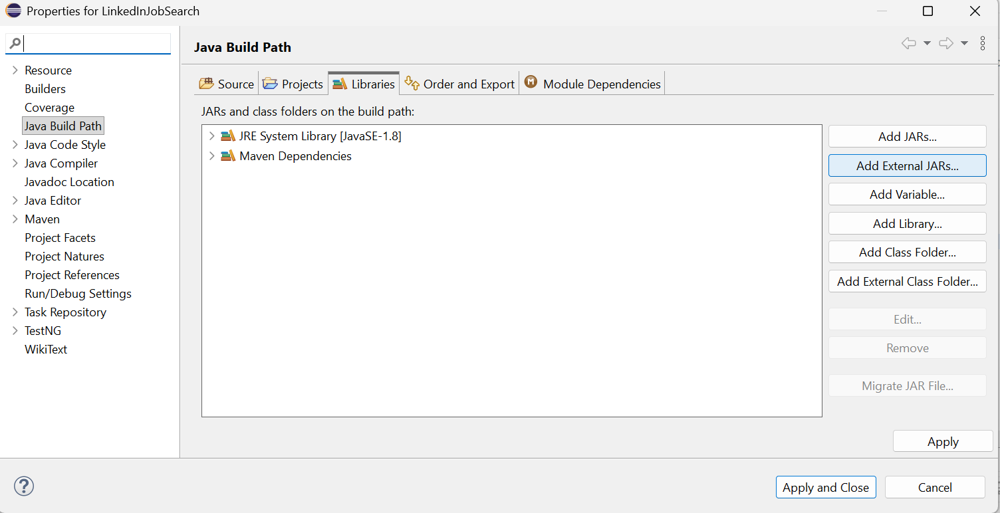 Properties for LinkedInJobSearch
Resource
Builders
Coverage
Java Build Path
Java Code Style
Java Compiler
Javadoc Location
Java Editor
Maven
Project Facets
Project Natures
Project References
Run/Debug Settings
Task Repository
TestNG
WikiText
Java Build Path
Source Projects Libraries Order and Export M Module Dependencies
JARs and class folders on the build path:
JRE System Library [JavaSE-1.8]
Maven Dependencies
Add JARs...
Add External JARs...
Add Variable...
Add Library...
Add Class Folder...
Add External Class Folder...
Edit...
Remove
Migrate JAR File...
Apply
?
Apply and Close Cancel